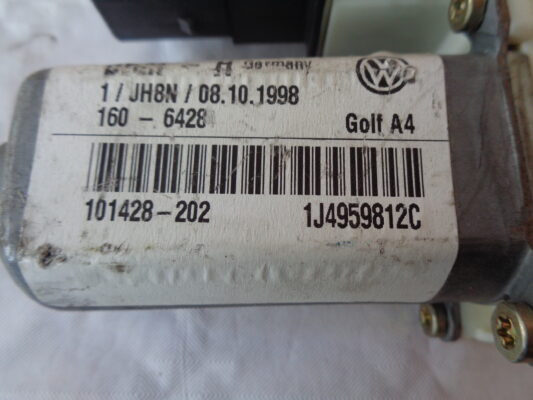 Germany
1 / JH8N / 08.10.1998
160 - 6428
Golf A4
101428-202
1J4959812C